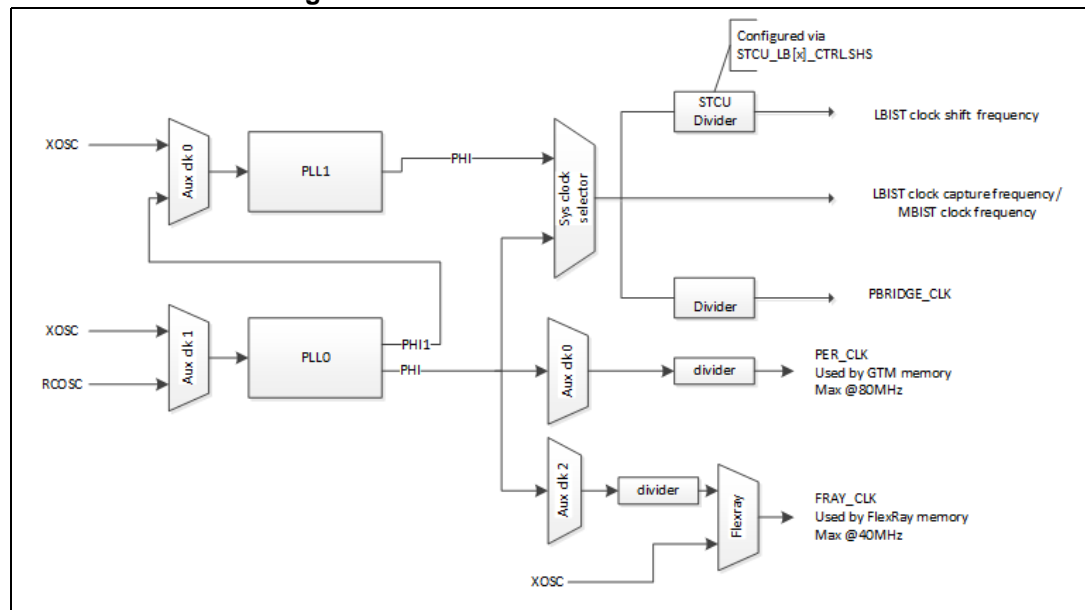 Configured via
STCU_LB[x]_CTRL.SHS
STCU
Divider
LBIST clock shift frequency
XOSC
Aux clk 0
PLL1
PHI
Sys clock
selector
LBIST clock capture frequency/
MBIST clock frequency
Divider
PBRIDGE_CLK
XOSC
RCOSC
Aux clk 1
PLL0
PHI1
PHI
Aux clk 0
divider
PER_CLK
Used by GTM memory
Max @80MHz
Aux clk 2
divider
Flexray
FRAY_CLK
Used by FlexRay memory
Max @40MHz
XOSC